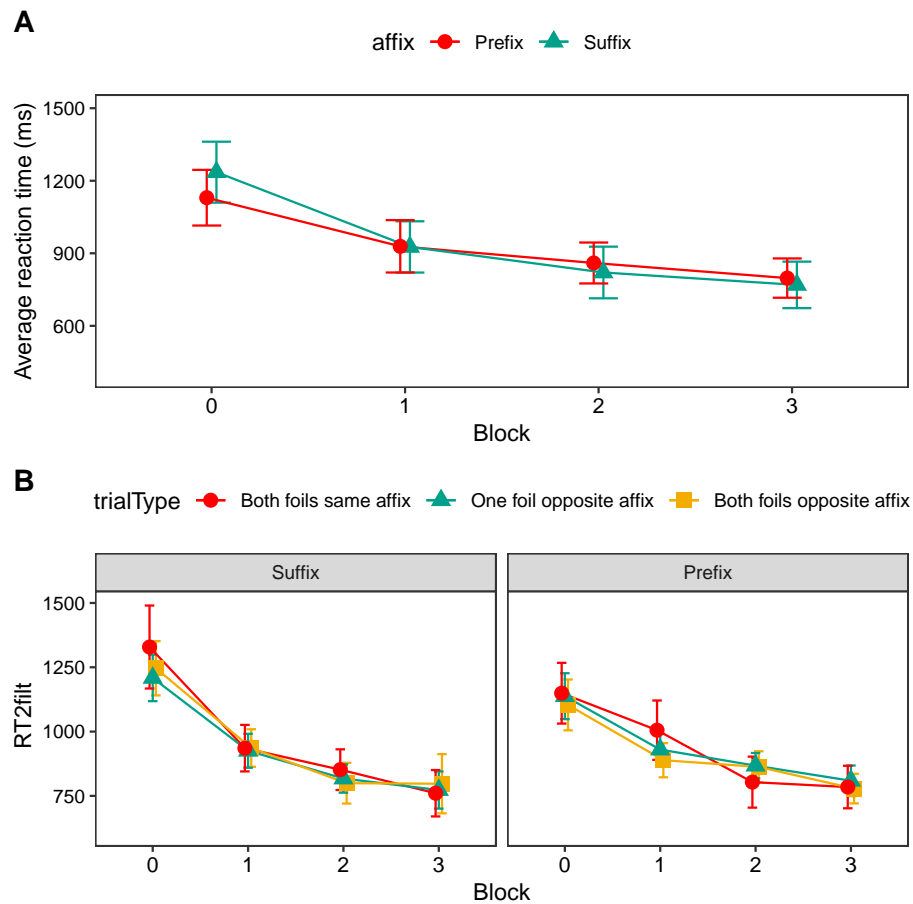 A
affix Prefix Suffix
Average reaction time (ms)
1500
1200
900
600
0 1 2 3
Block
B
trialType Both foils same affix One foil opposite affix Both foils opposite affix
Suffix Prefix
RT2filt
1500
1250
1000
750
0 1 2 3 0 1 2 3
Block